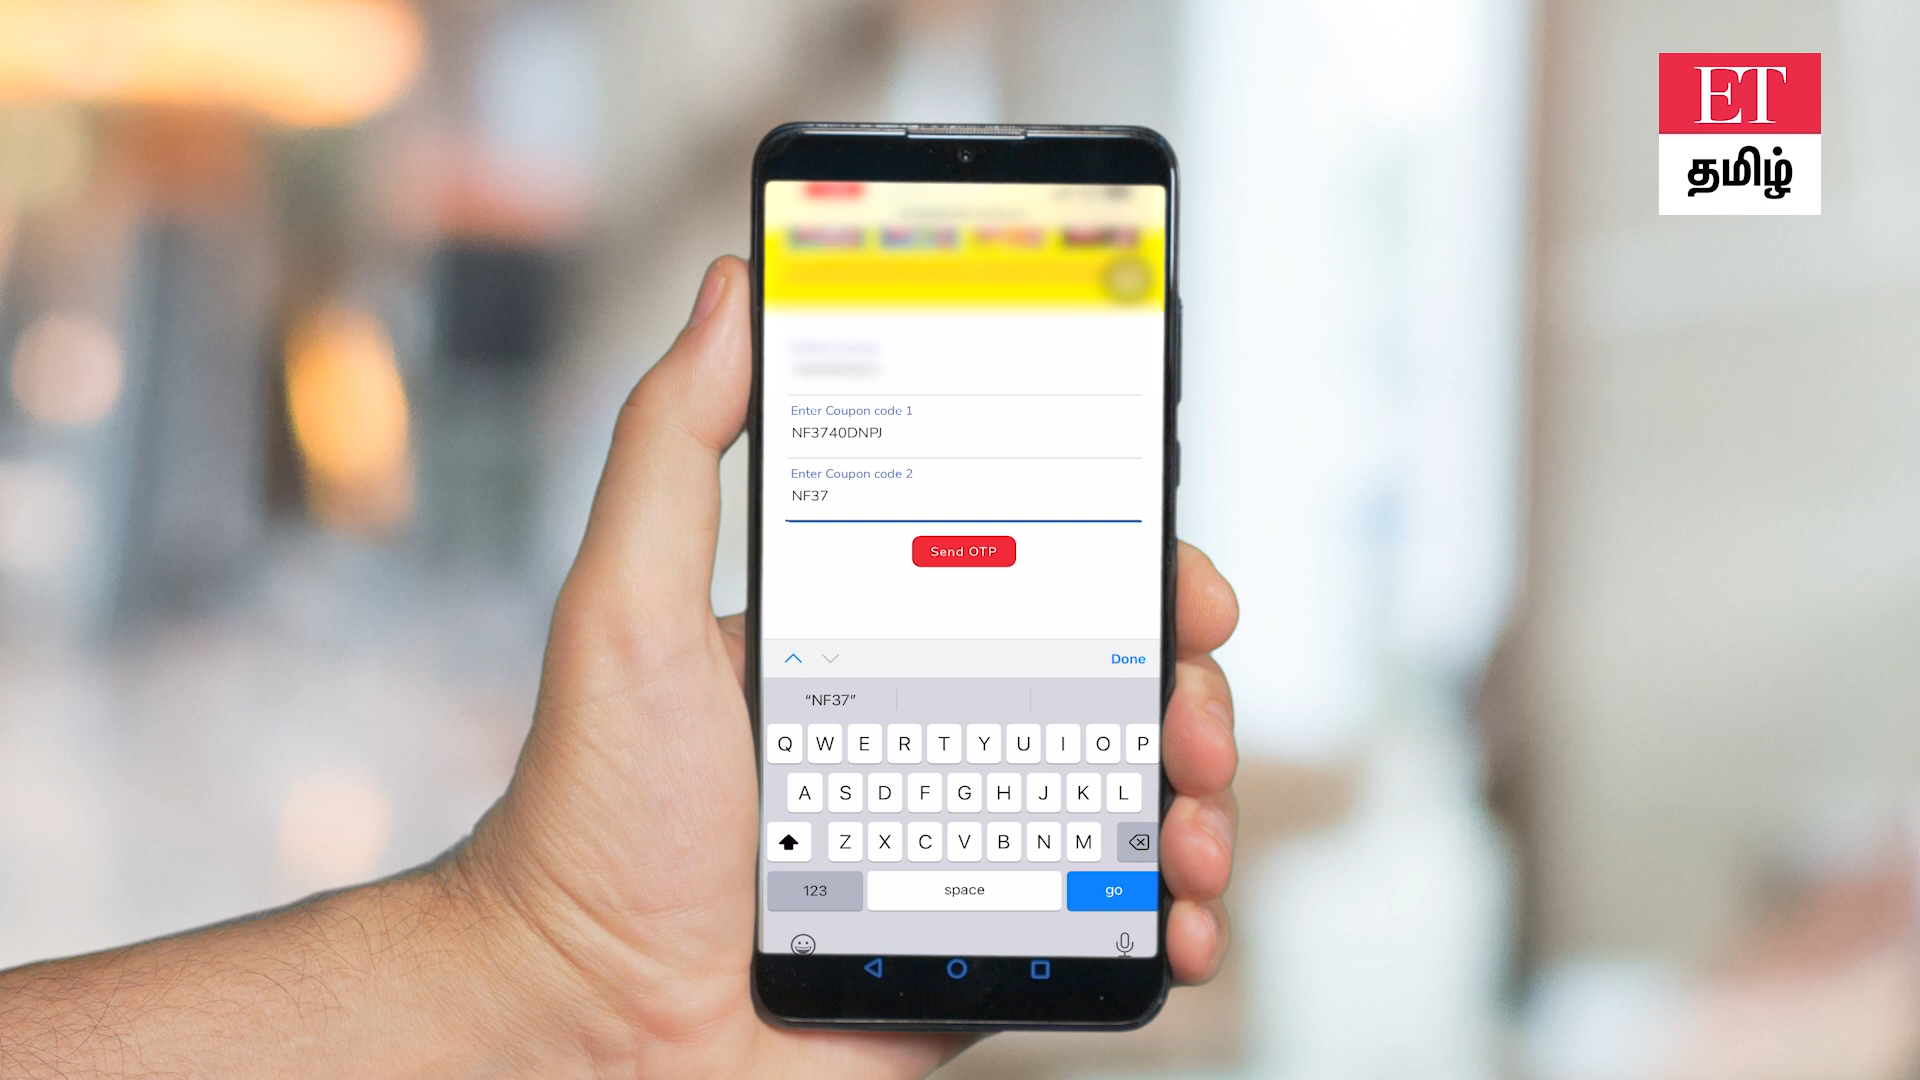 ET
தமிழ்
Enter Coupon code 1
NF3740DNPJ
Enter Coupon code 2
NF37
Send OTP
Done
“NF37”
Q W E R T Y U I O P
A S D F G H J K L
Z X C V B N M
123 space go